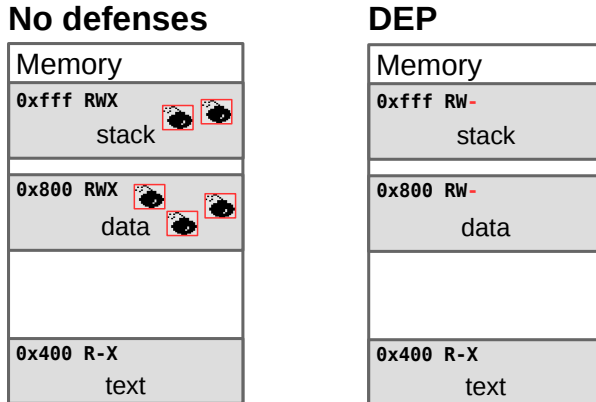 No defenses
Memory
0xfff RWX
stack
0x800 RWX
data
0x400 R-X
text
DEP
Memory
0xfff RW-
stack
0x800 RW-
data
0x400 R-X
text